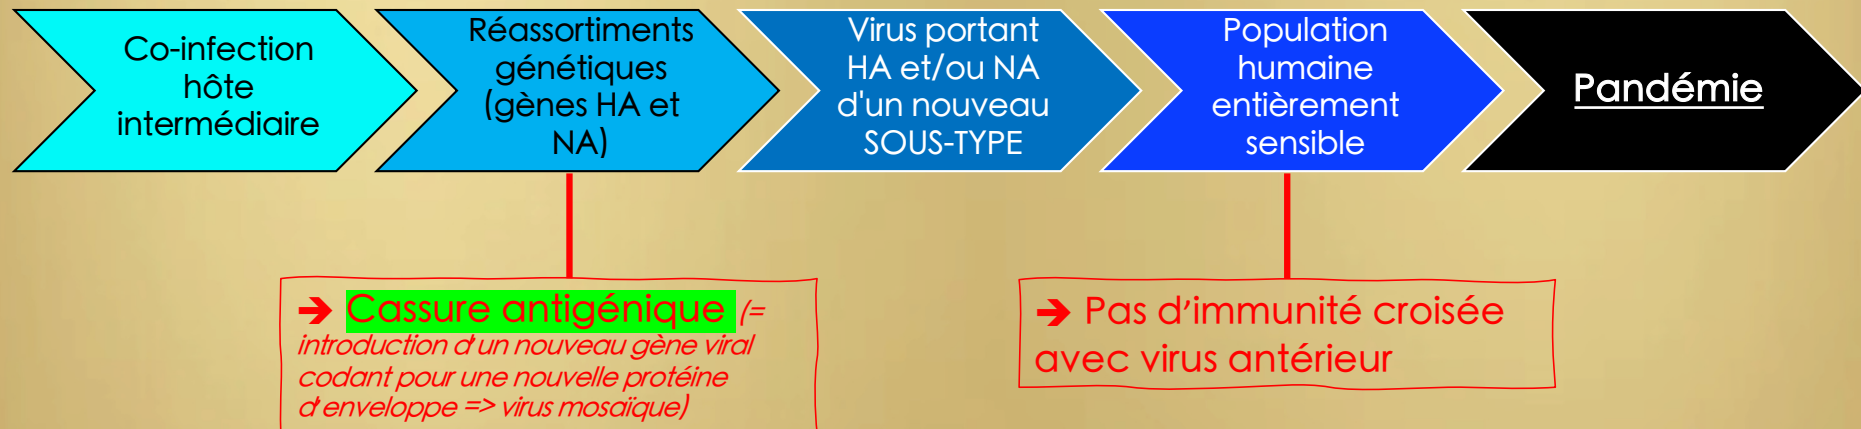 Co-infection
hôte
intermédiaire
Réassortiments
génétiques
(gènes HA et
NA)
Virus portant
HA et/ou NA
d'un nouveau
SOUS-TYPE
Population
humaine
entièrement
sensible
Pandémie
➔ Cassure antigénique (=
introduction d'un nouveau gène viral
codant pour une nouvelle protéine
d'enveloppe => virus mosaïque)
➔ Pas d'immunité croisée
avec virus antérieur